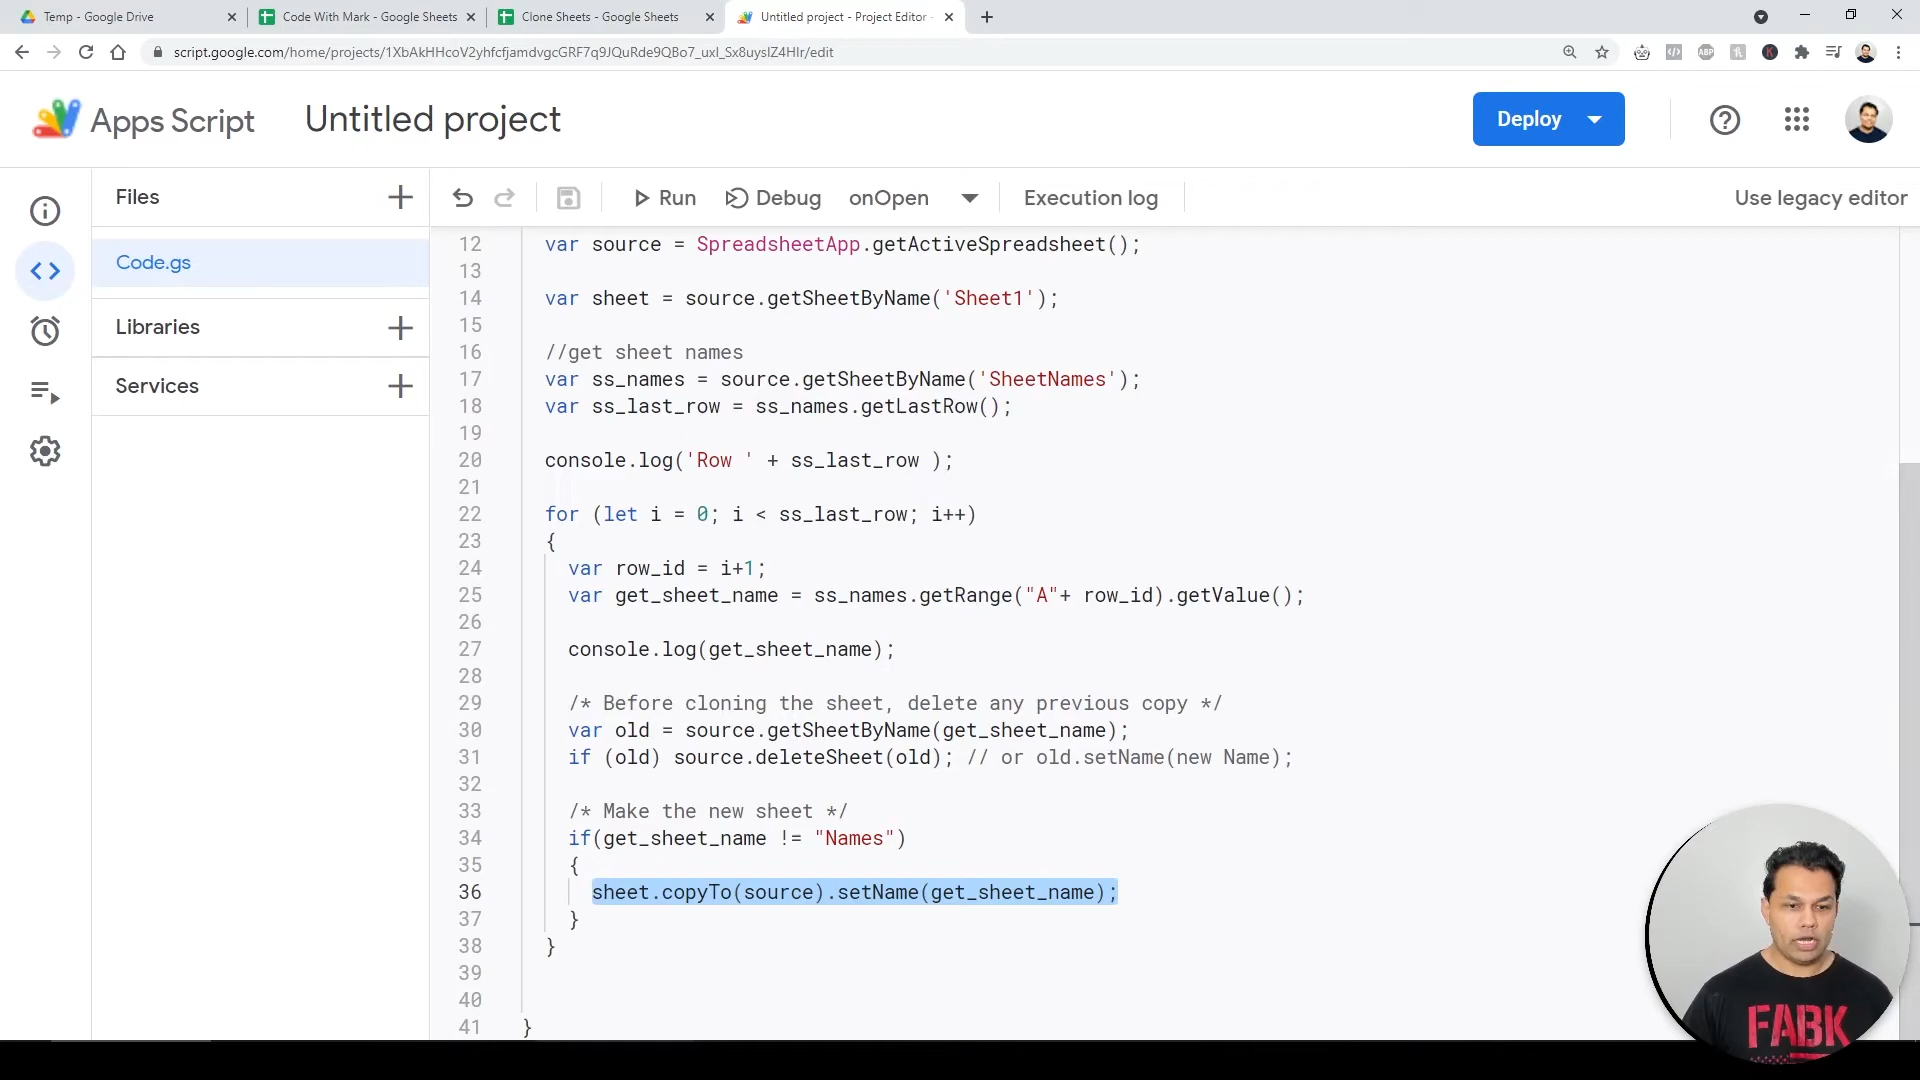 Temp - Google Drive
Code With Mark - Google Sheets
Clone Sheets - Google Sheets
Untitled project - Project Editor -
script.google.com/home/projects/1XbAkHHcoV2yhfcfjamdvgcGRF7q9JQuRde9QBo7_uxI_Sx8uysIZ4HIr/edit
ABP
K
Apps Script
Untitled project
Deploy
Files
Run
Debug
onOpen
Execution log
Use legacy editor
Code.gs
Libraries
Services
12 var source = SpreadsheetApp.getActiveSpreadsheet();
13
14 var sheet = source.getSheetByName('Sheet1');
15
16 //get sheet names
17 var ss_names = source.getSheetByName('SheetNames');
18 var ss_last_row = ss_names.getLastRow();
19
20 console.log('Row ' + ss_last_row );
21
22 for (let i = 0; i < ss_last_row; i++)
23 {
24 var row_id = i+1;
25 var get_sheet_name = ss_names.getRange("A"+ row_id).getValue();
26
27 console.log(get_sheet_name);
28
29 /* Before cloning the sheet, delete any previous copy */
30 var old = source.getSheetByName(get_sheet_name);
31 if (old) source.deleteSheet(old); // or old.setName(new Name);
32
33 /* Make the new sheet */
34 if(get_sheet_name != "Names")
35 {
36 sheet.copyTo(source).setName(get_sheet_name);
37 }
38 }
39
40
41 }
FABK